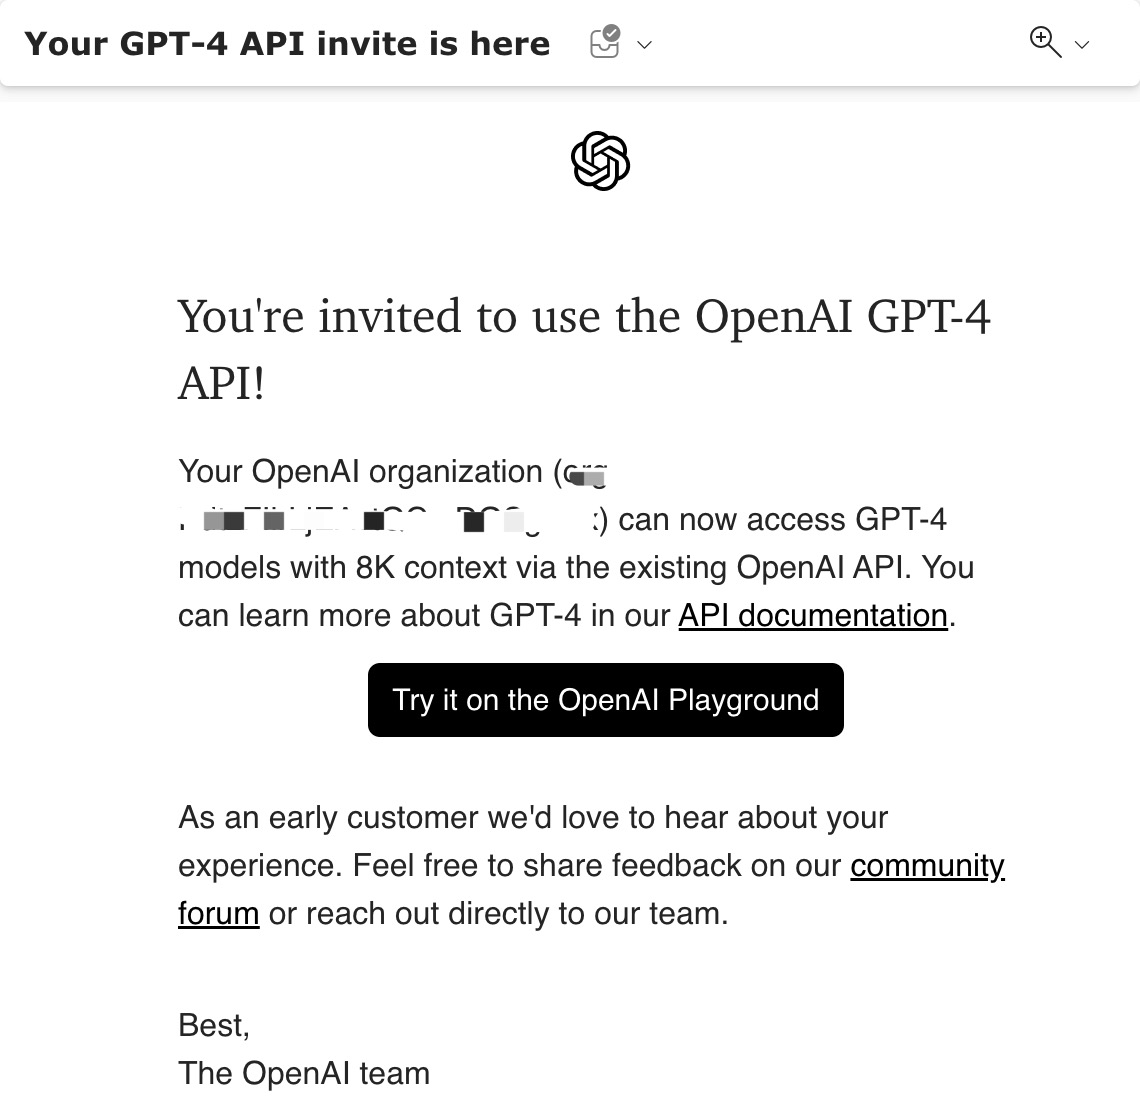 Your GPT-4 API invite is here
You're invited to use the OpenAI GPT-4
API!
Your OpenAI organization (org
) can now access GPT-4
models with 8K context via the existing OpenAI API. You
can learn more about GPT-4 in our API documentation.
Try it on the OpenAI Playground
As an early customer we'd love to hear about your
experience. Feel free to share feedback on our community
forum or reach out directly to our team.
Best,
The OpenAI team